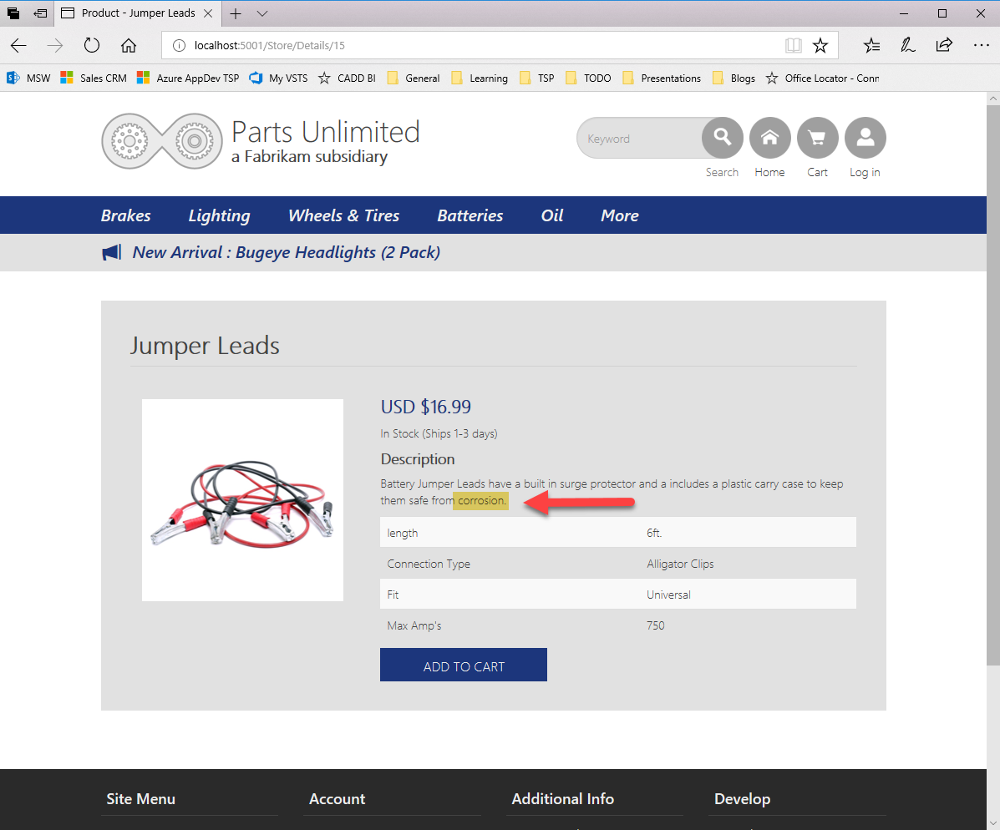 Product - Jumper Leads
localhost:5001/Store/Details/15
MSW Sales CRM Azure AppDev TSP My VSTS CADD BI General Learning TSP TODO Presentations Blogs Office Locator - Conn
Parts Unlimited
a Fabrikam subsidiary
Keyword
Search Home Cart Log in
Brakes Lighting Wheels & Tires Batteries Oil More
New Arrival : Bugeye Headlights (2 Pack)
Jumper Leads
USD $16.99
In Stock (Ships 1-3 days)
Description
Battery Jumper Leads have a built in surge protector and a includes a plastic carry case to keep
them safe from corrosion.
length 6ft.
Connection Type Alligator Clips
Fit Universal
Max Amp's 750
ADD TO CART
Site Menu Account Additional Info Develop